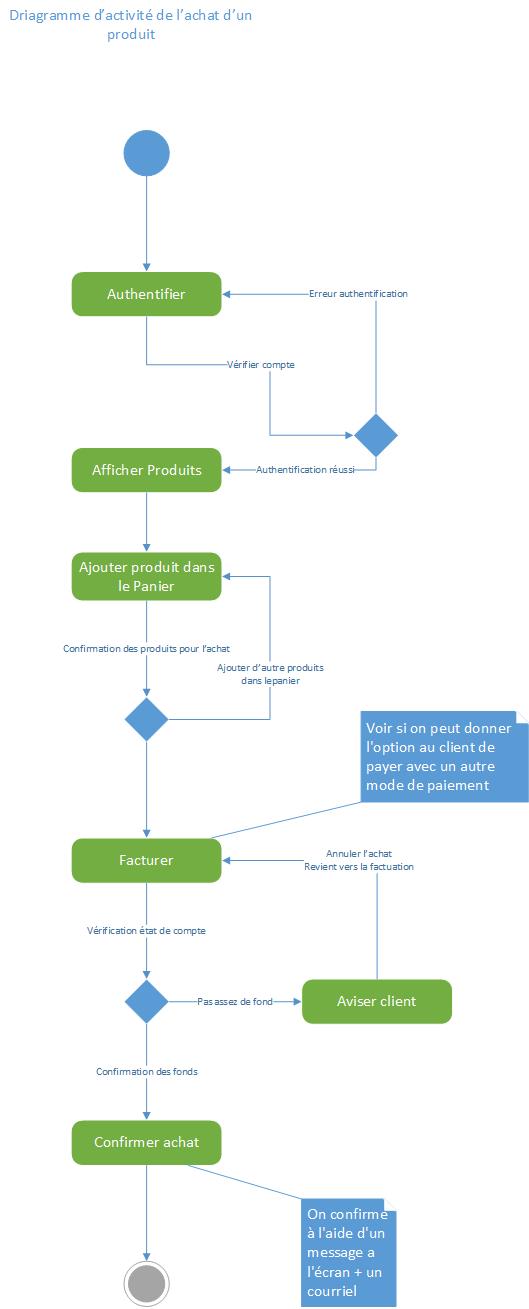 Driagramme d'activité de l'achat d'un
produit
Authentifier
Erreur authentification
Vérifier compte
Afficher Produits
Authentification réussi
Ajouter produit dans
le Panier
Confirmation des produits pour l'achat
Ajouter d'autre produits
dans lepanier
Voir si on peut donner
l'option au client de
payer avec un autre
mode de paiement
Facturer
Annuler l'achat
Revient vers la factuation
Vérification état de compte
Pas assez de fond
Aviser client
Confirmation des fonds
Confirmer achat
On confirme
à l'aide d'un
message a
l'écran + un
courriel